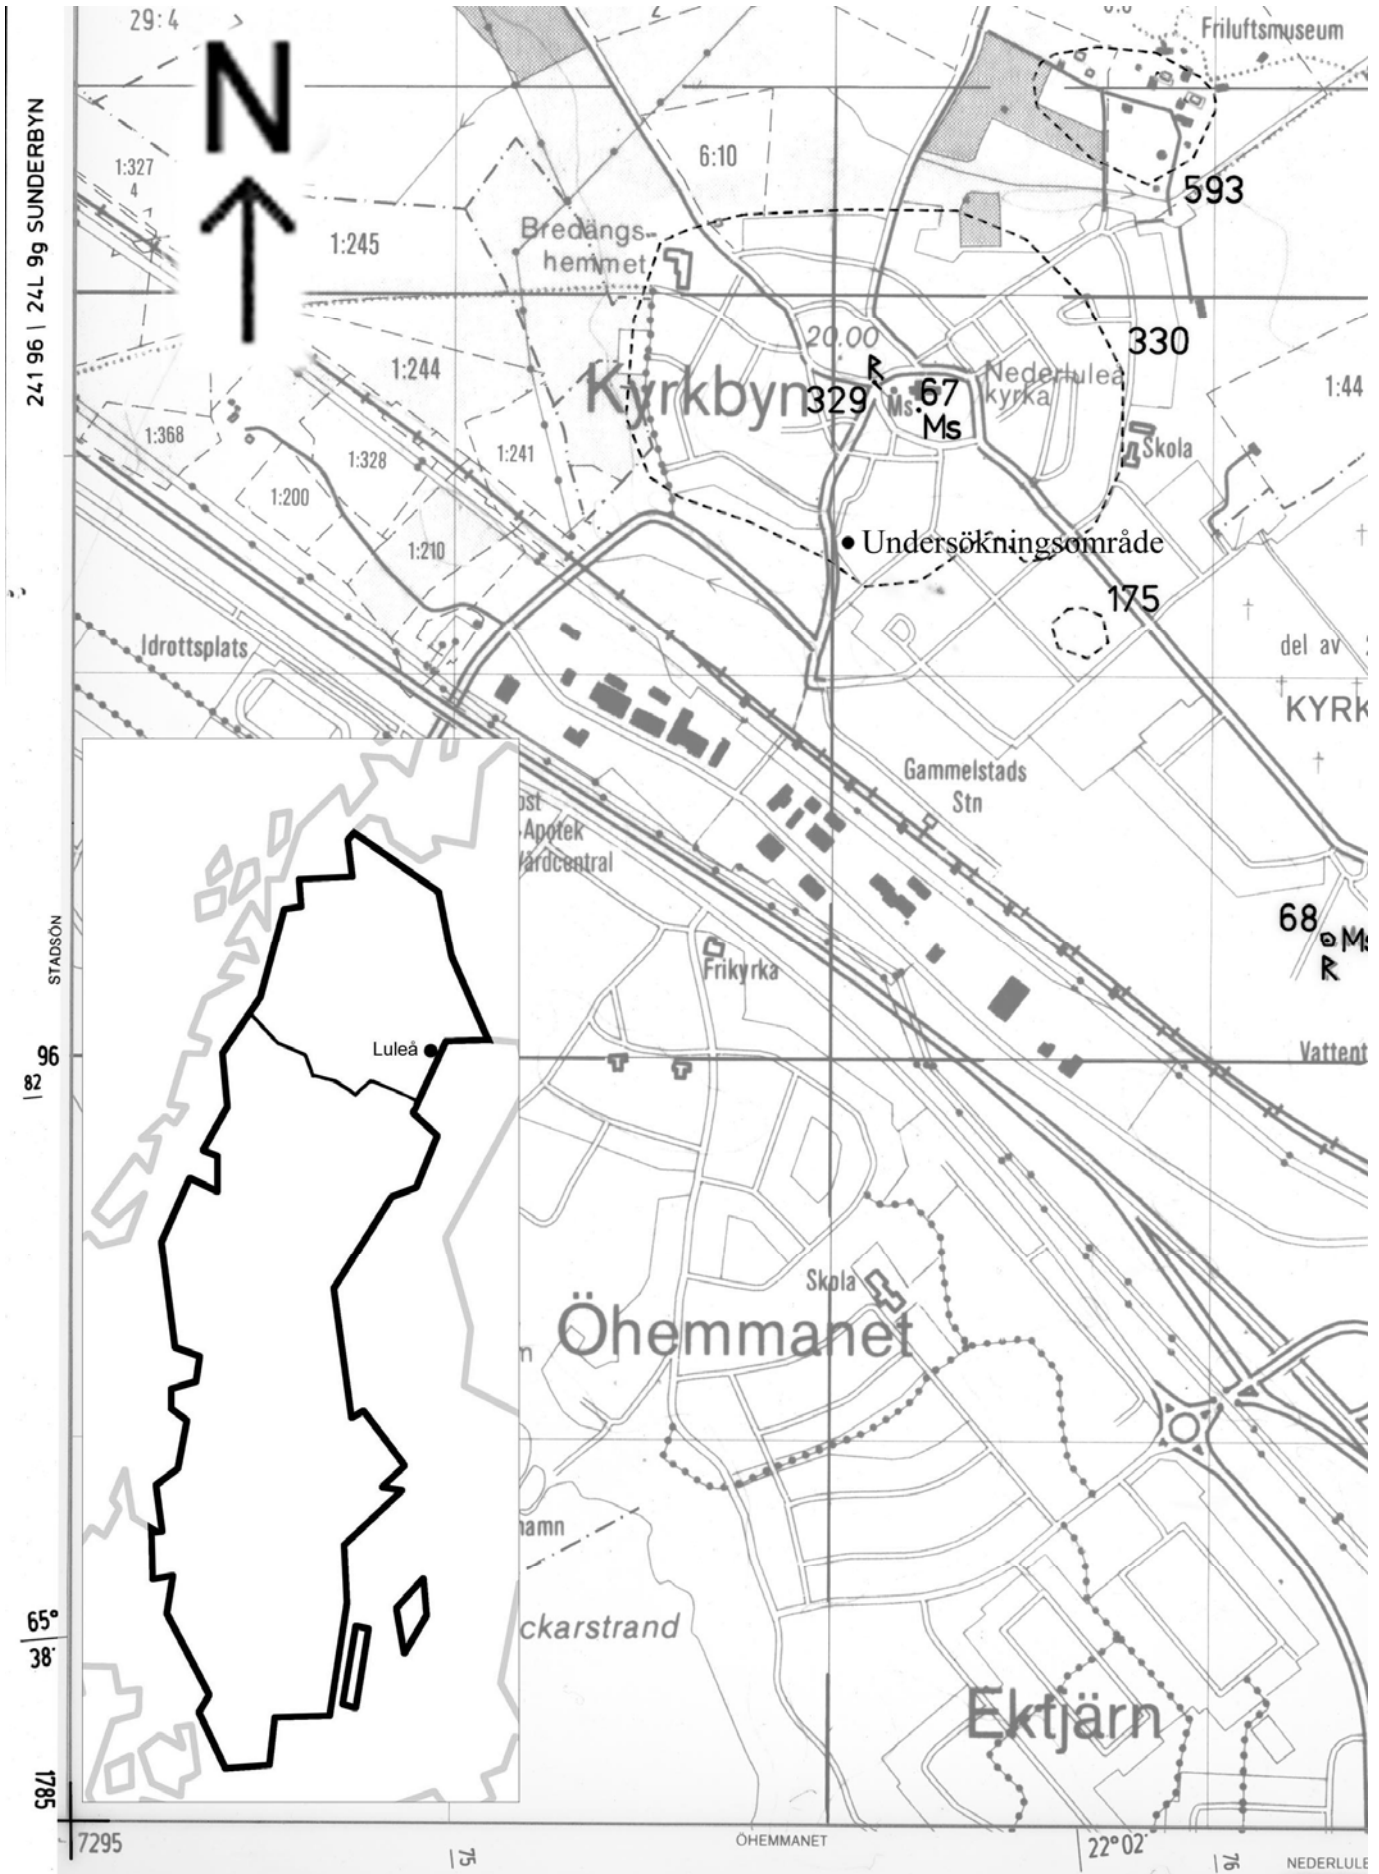 29:4
Friluftsmuseum
N
24196 | 24L 9g SUNDERBYN
1:327
4
6:10
593
1:245
Bredängs-
hemmet
20.00
330
1:244
R
Nederluleå
kyrka
Kyrkbyn
329
Ms
67
Ms
1:44
1:368
1:328
1:241
Skola
1:200
1:210
Undersökningsområde
175
Idrottsplats
del av
KYRK
Gammelstads
Stn
Apotek
68
Ms
R
STADSÖN
Frikyrka
Luleå
96
82
Vattent
Skola
Öhemmanet
65°
38'
ckarstrand
Ektjärn
1785
7295
75
ÖHEMMANET
22°02'
76
NEDERLULE